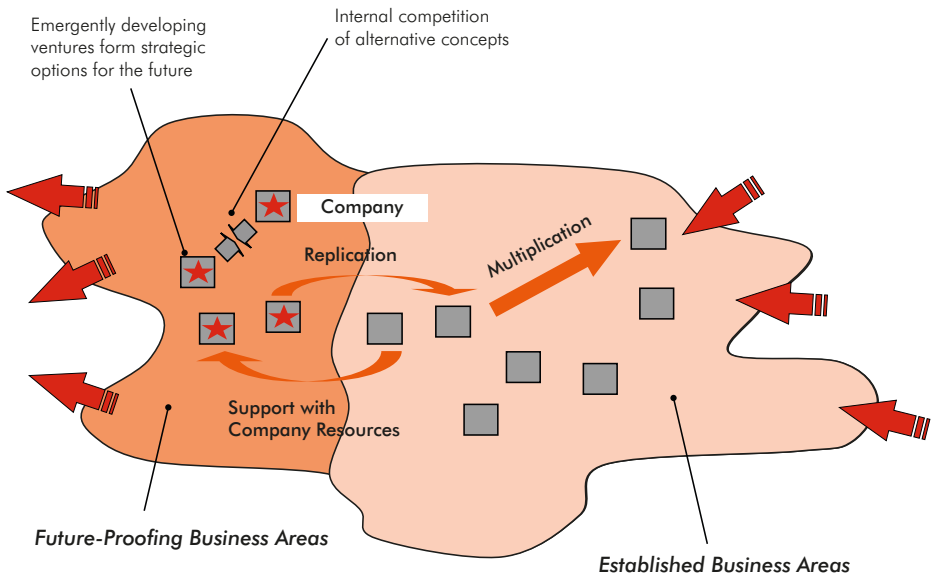 Emergently developing
ventures form strategic
options for the future
Internal competition
of alternative concepts
Company
Replication
Multiplication
Support with
Company Resources
Future-Proofing Business Areas
Established Business Areas